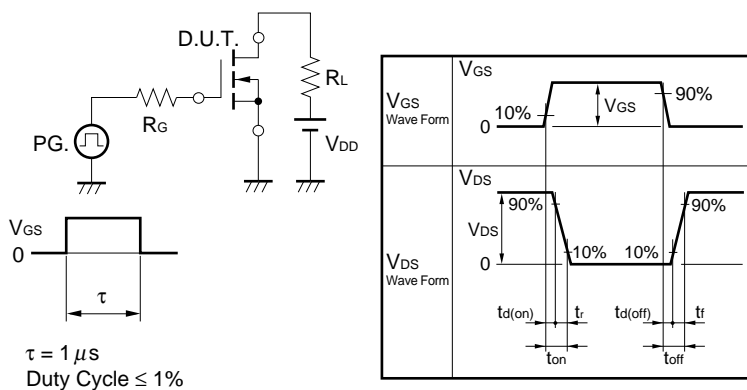 D.U.T.
RL
RG
PG.
VDD
VGS
0
τ
τ = 1 μs
Duty Cycle ≤ 1%
VGS
Wave Form
VGS
10%
VGS
90%
0
VDS
Wave Form
VDS
90%
VDS
90%
10%
10%
0
td(on)
tr
td(off)
tf
ton
toff